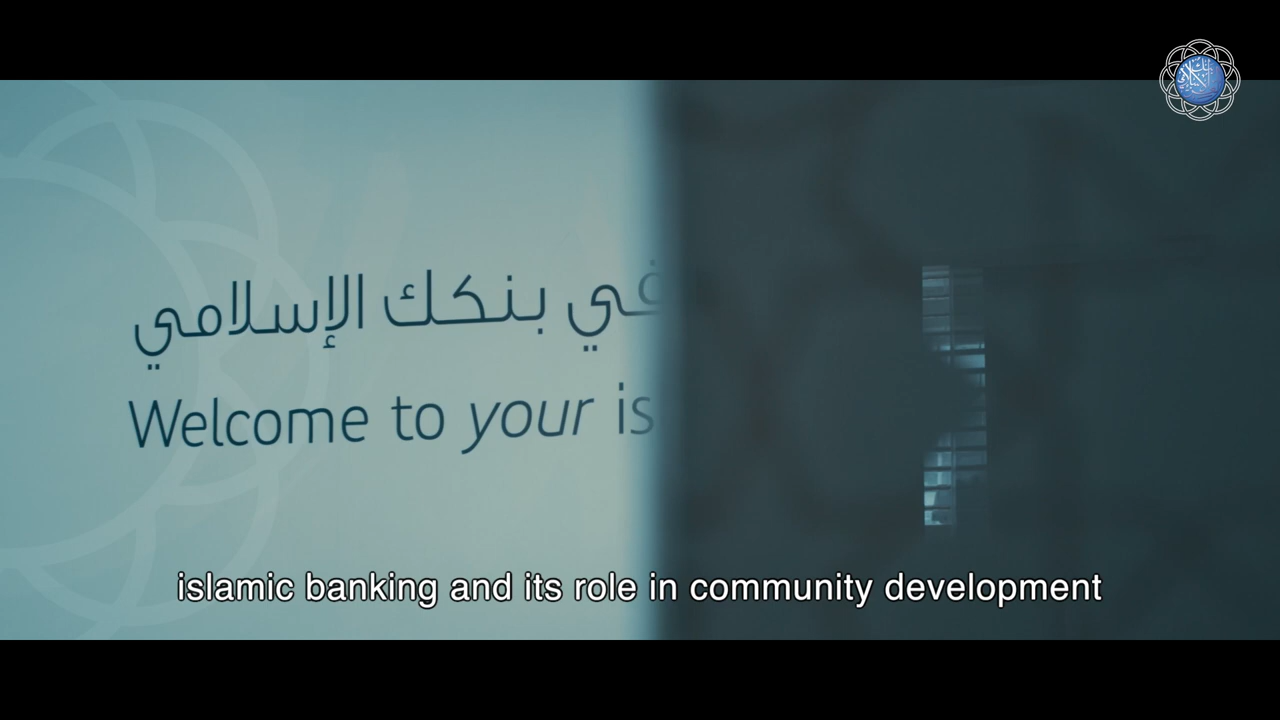 في بنكك الإسلامي
Welcome to your is
islamic banking and its role in community development